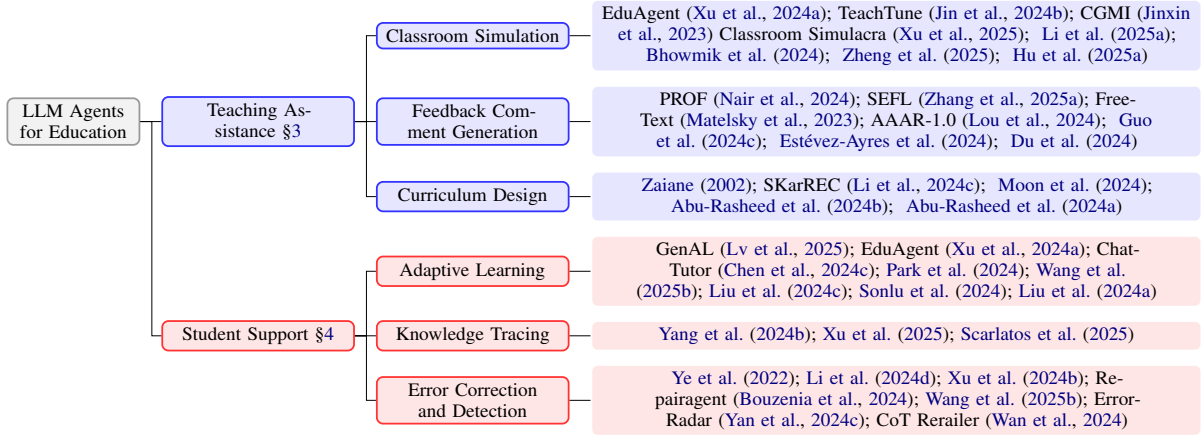 LLM Agents
for Education
Teaching As-
sistance §3
Classroom Simulation
EduAgent (Xu et al., 2024a); TeachTune (Jin et al., 2024b); CGMI (Jinxin
et al., 2023) Classroom Simulacra (Xu et al., 2025); Li et al. (2025a);
Bhowmik et al. (2024); Zheng et al. (2025); Hu et al. (2025a)
Feedback Com-
ment Generation
PROF (Nair et al., 2024); SEFL (Zhang et al., 2025a); Free-
Text (Matelsky et al., 2023); AAAR-1.0 (Lou et al., 2024); Guo
et al. (2024c); Estévez-Ayres et al. (2024); Du et al. (2024)
Curriculum Design
Zaiane (2002); SKarREC (Li et al., 2024c); Moon et al. (2024);
Abu-Rasheed et al. (2024b); Abu-Rasheed et al. (2024a)
Student Support §4
Adaptive Learning
GenAL (Lv et al., 2025); EduAgent (Xu et al., 2024a); Chat-
Tutor (Chen et al., 2024c); Park et al. (2024); Wang et al.
(2025b); Liu et al. (2024c); Sonlu et al. (2024); Liu et al. (2024a)
Knowledge Tracing
Yang et al. (2024b); Xu et al. (2025); Scarlatos et al. (2025)
Error Correction
and Detection
Ye et al. (2022); Li et al. (2024d); Xu et al. (2024b); Re-
pairagent (Bouzenia et al., 2024); Wang et al. (2025b); Error-
Radar (Yan et al., 2024c); CoT Rerailer (Wan et al., 2024)